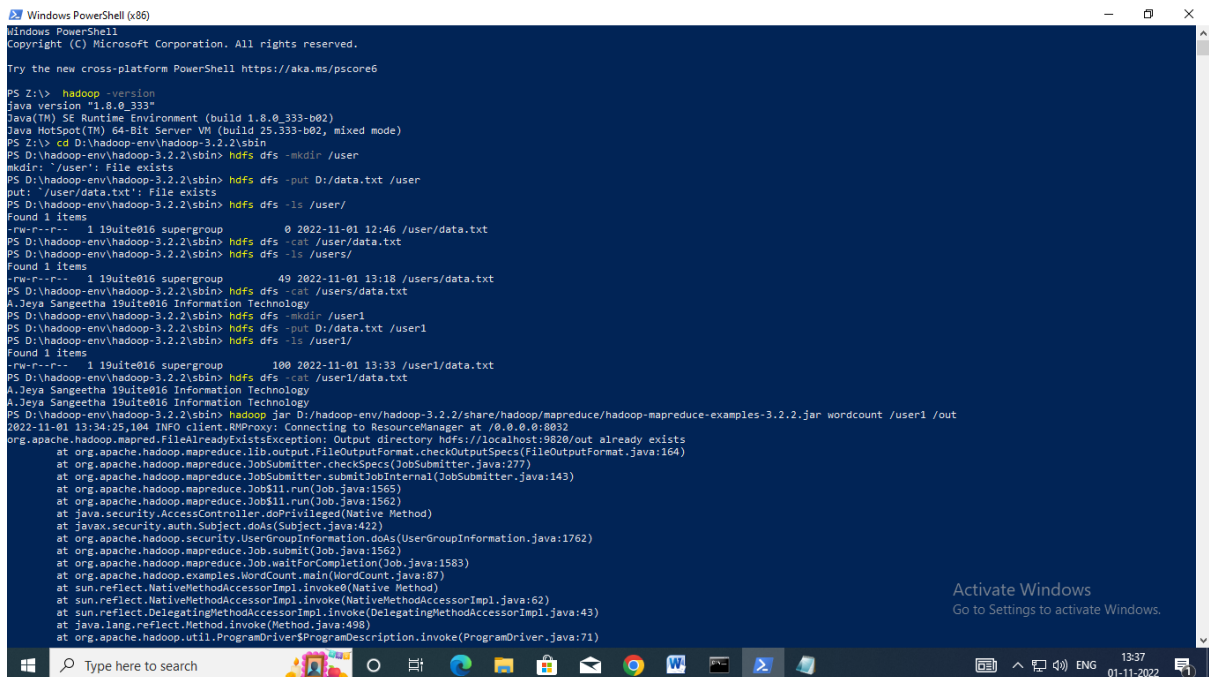 Windows PowerShell (x86)
Windows PowerShell
Copyright (C) Microsoft Corporation. All rights reserved.
Try the new cross-platform PowerShell https://aka.ms/pscore6
PS Z:\>  hadoop -version
java version "1.8.0_333"
Java(TM) SE Runtime Environment (build 1.8.0_333-b02)
Java HotSpot(TM) 64-Bit Server VM (build 25.333-b02, mixed mode)
PS Z:\> cd D:\hadoop-env\hadoop-3.2.2\sbin
PS D:\hadoop-env\hadoop-3.2.2\sbin> hdfs dfs -mkdir /user
mkdir: `/user': File exists
PS D:\hadoop-env\hadoop-3.2.2\sbin> hdfs dfs -put D:/data.txt /user
put: `/user/data.txt': File exists
PS D:\hadoop-env\hadoop-3.2.2\sbin> hdfs dfs -ls /user/
Found 1 items
-rw-r--r--   1 19uite016 supergroup          0 2022-11-01 12:46 /user/data.txt
PS D:\hadoop-env\hadoop-3.2.2\sbin> hdfs dfs -cat /user/data.txt
PS D:\hadoop-env\hadoop-3.2.2\sbin> hdfs dfs -ls /users/
Found 1 items
-rw-r--r--   1 19uite016 supergroup         49 2022-11-01 13:18 /users/data.txt
PS D:\hadoop-env\hadoop-3.2.2\sbin> hdfs dfs -cat /users/data.txt
A.Jeya Sangeetha 19uite016 Information Technology
PS D:\hadoop-env\hadoop-3.2.2\sbin> hdfs dfs -mkdir /user1
PS D:\hadoop-env\hadoop-3.2.2\sbin> hdfs dfs -put D:/data.txt /user1
PS D:\hadoop-env\hadoop-3.2.2\sbin> hdfs dfs -ls /user1/
Found 1 items
-rw-r--r--   1 19uite016 supergroup        100 2022-11-01 13:33 /user1/data.txt
PS D:\hadoop-env\hadoop-3.2.2\sbin> hdfs dfs -cat /user1/data.txt
A.Jeya Sangeetha 19uite016 Information Technology
A.Jeya Sangeetha 19uite016 Information Technology
PS D:\hadoop-env\hadoop-3.2.2\sbin> hadoop jar D:/hadoop-env/hadoop-3.2.2/share/hadoop/mapreduce/hadoop-mapreduce-examples-3.2.2.jar wordcount /user1 /out
2022-11-01 13:34:25,104 INFO client.RMProxy: Connecting to ResourceManager at /0.0.0.0:8032
org.apache.hadoop.mapred.FileAlreadyExistsException: Output directory hdfs://localhost:9820/out already exists
at org.apache.hadoop.mapreduce.lib.output.FileOutputFormat.checkOutputSpecs(FileOutputFormat.java:164)
at org.apache.hadoop.mapreduce.JobSubmitter.checkSpecs(JobSubmitter.java:277)
at org.apache.hadoop.mapreduce.JobSubmitter.submitJobInternal(JobSubmitter.java:143)
at org.apache.hadoop.mapreduce.Job$11.run(Job.java:1565)
at org.apache.hadoop.mapreduce.Job$11.run(Job.java:1562)
at java.security.AccessController.doPrivileged(Native Method)
at javax.security.auth.Subject.doAs(Subject.java:422)
at org.apache.hadoop.security.UserGroupInformation.doAs(UserGroupInformation.java:1762)
at org.apache.hadoop.mapreduce.Job.submit(Job.java:1562)
at org.apache.hadoop.mapreduce.Job.waitForCompletion(Job.java:1583)
at org.apache.hadoop.examples.WordCount.main(WordCount.java:87)
at sun.reflect.NativeMethodAccessorImpl.invoke0(Native Method)
at sun.reflect.NativeMethodAccessorImpl.invoke(NativeMethodAccessorImpl.java:62)
at sun.reflect.DelegatingMethodAccessorImpl.invoke(DelegatingMethodAccessorImpl.java:43)
at java.lang.reflect.Method.invoke(Method.java:498)
at org.apache.hadoop.util.ProgramDriver$ProgramDescription.invoke(ProgramDriver.java:71)
Activate Windows
Go to Settings to activate Windows.
Type here to search
ENG
13:37
01-11-2022
1